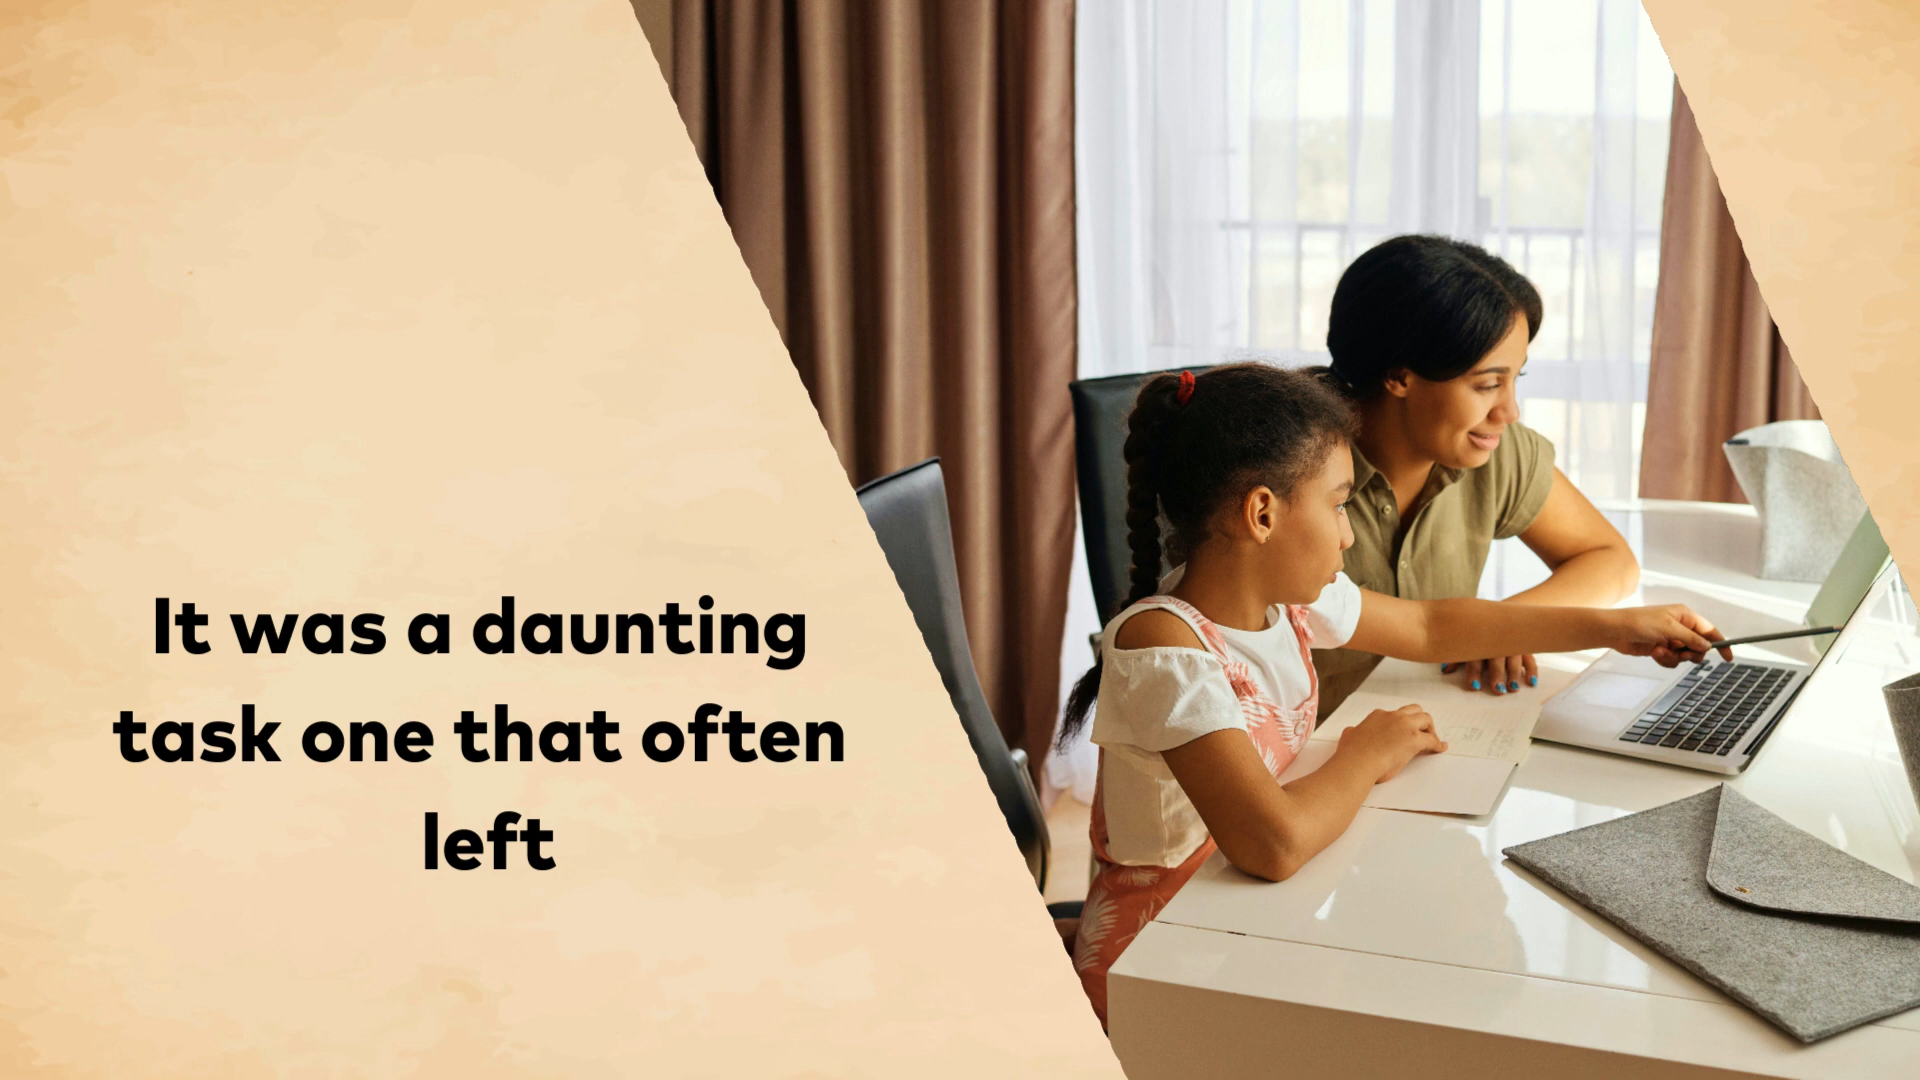 It was a daunting
task one that often
left